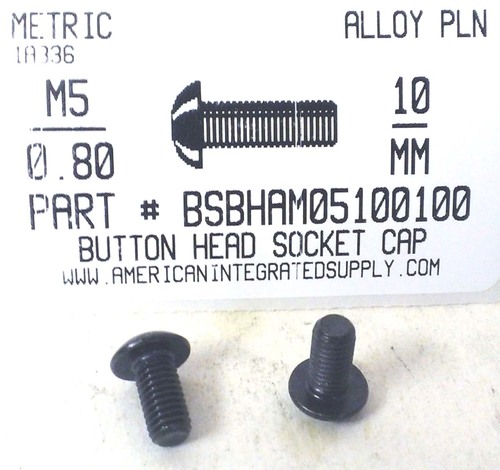 METRIC ALLOY PLN
1A336
M5 10
0.80 MM
PART # BSBHAM05100100
BUTTON HEAD SOCKET CAP
WWW.AMERICANINTEGRATEDSUPPLY.COM